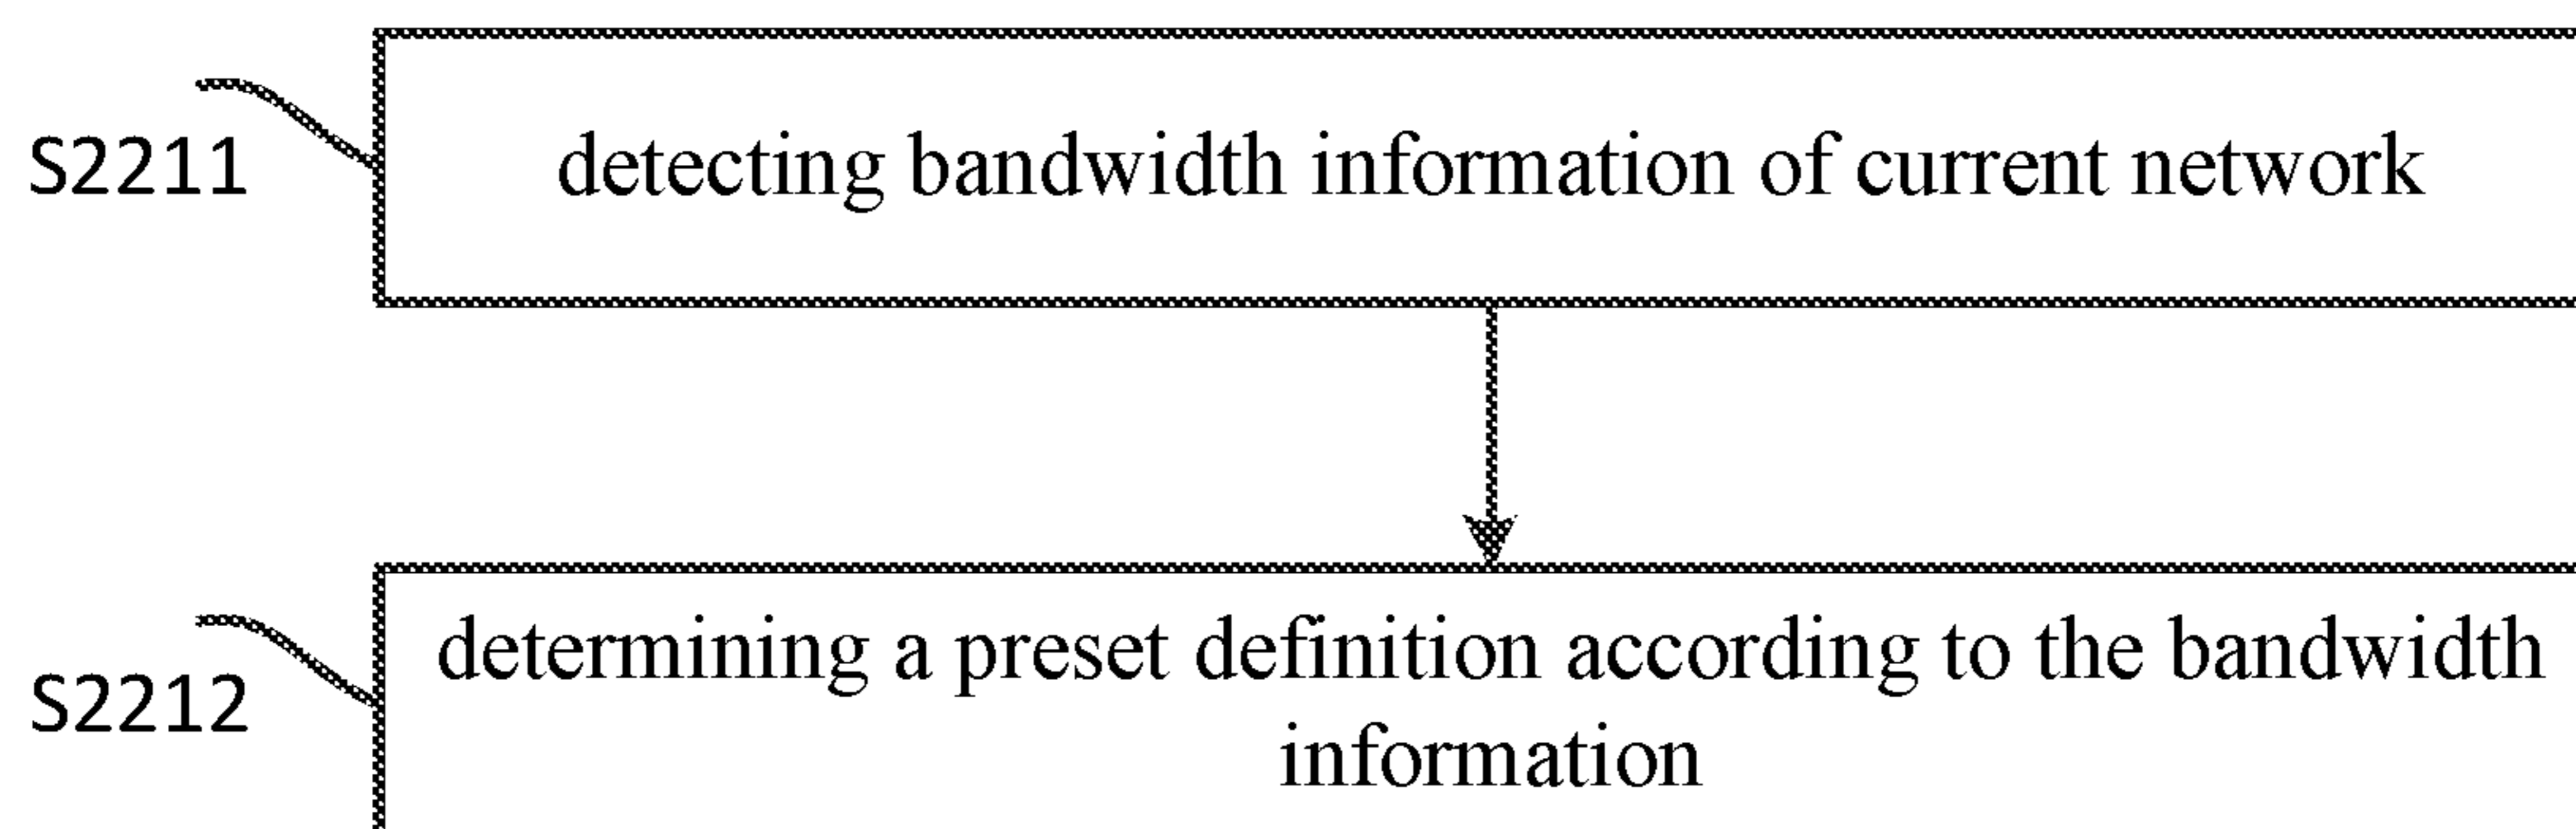 S2211
detecting bandwidth information of current network
S2212
determining a preset definition according to the bandwidth
information